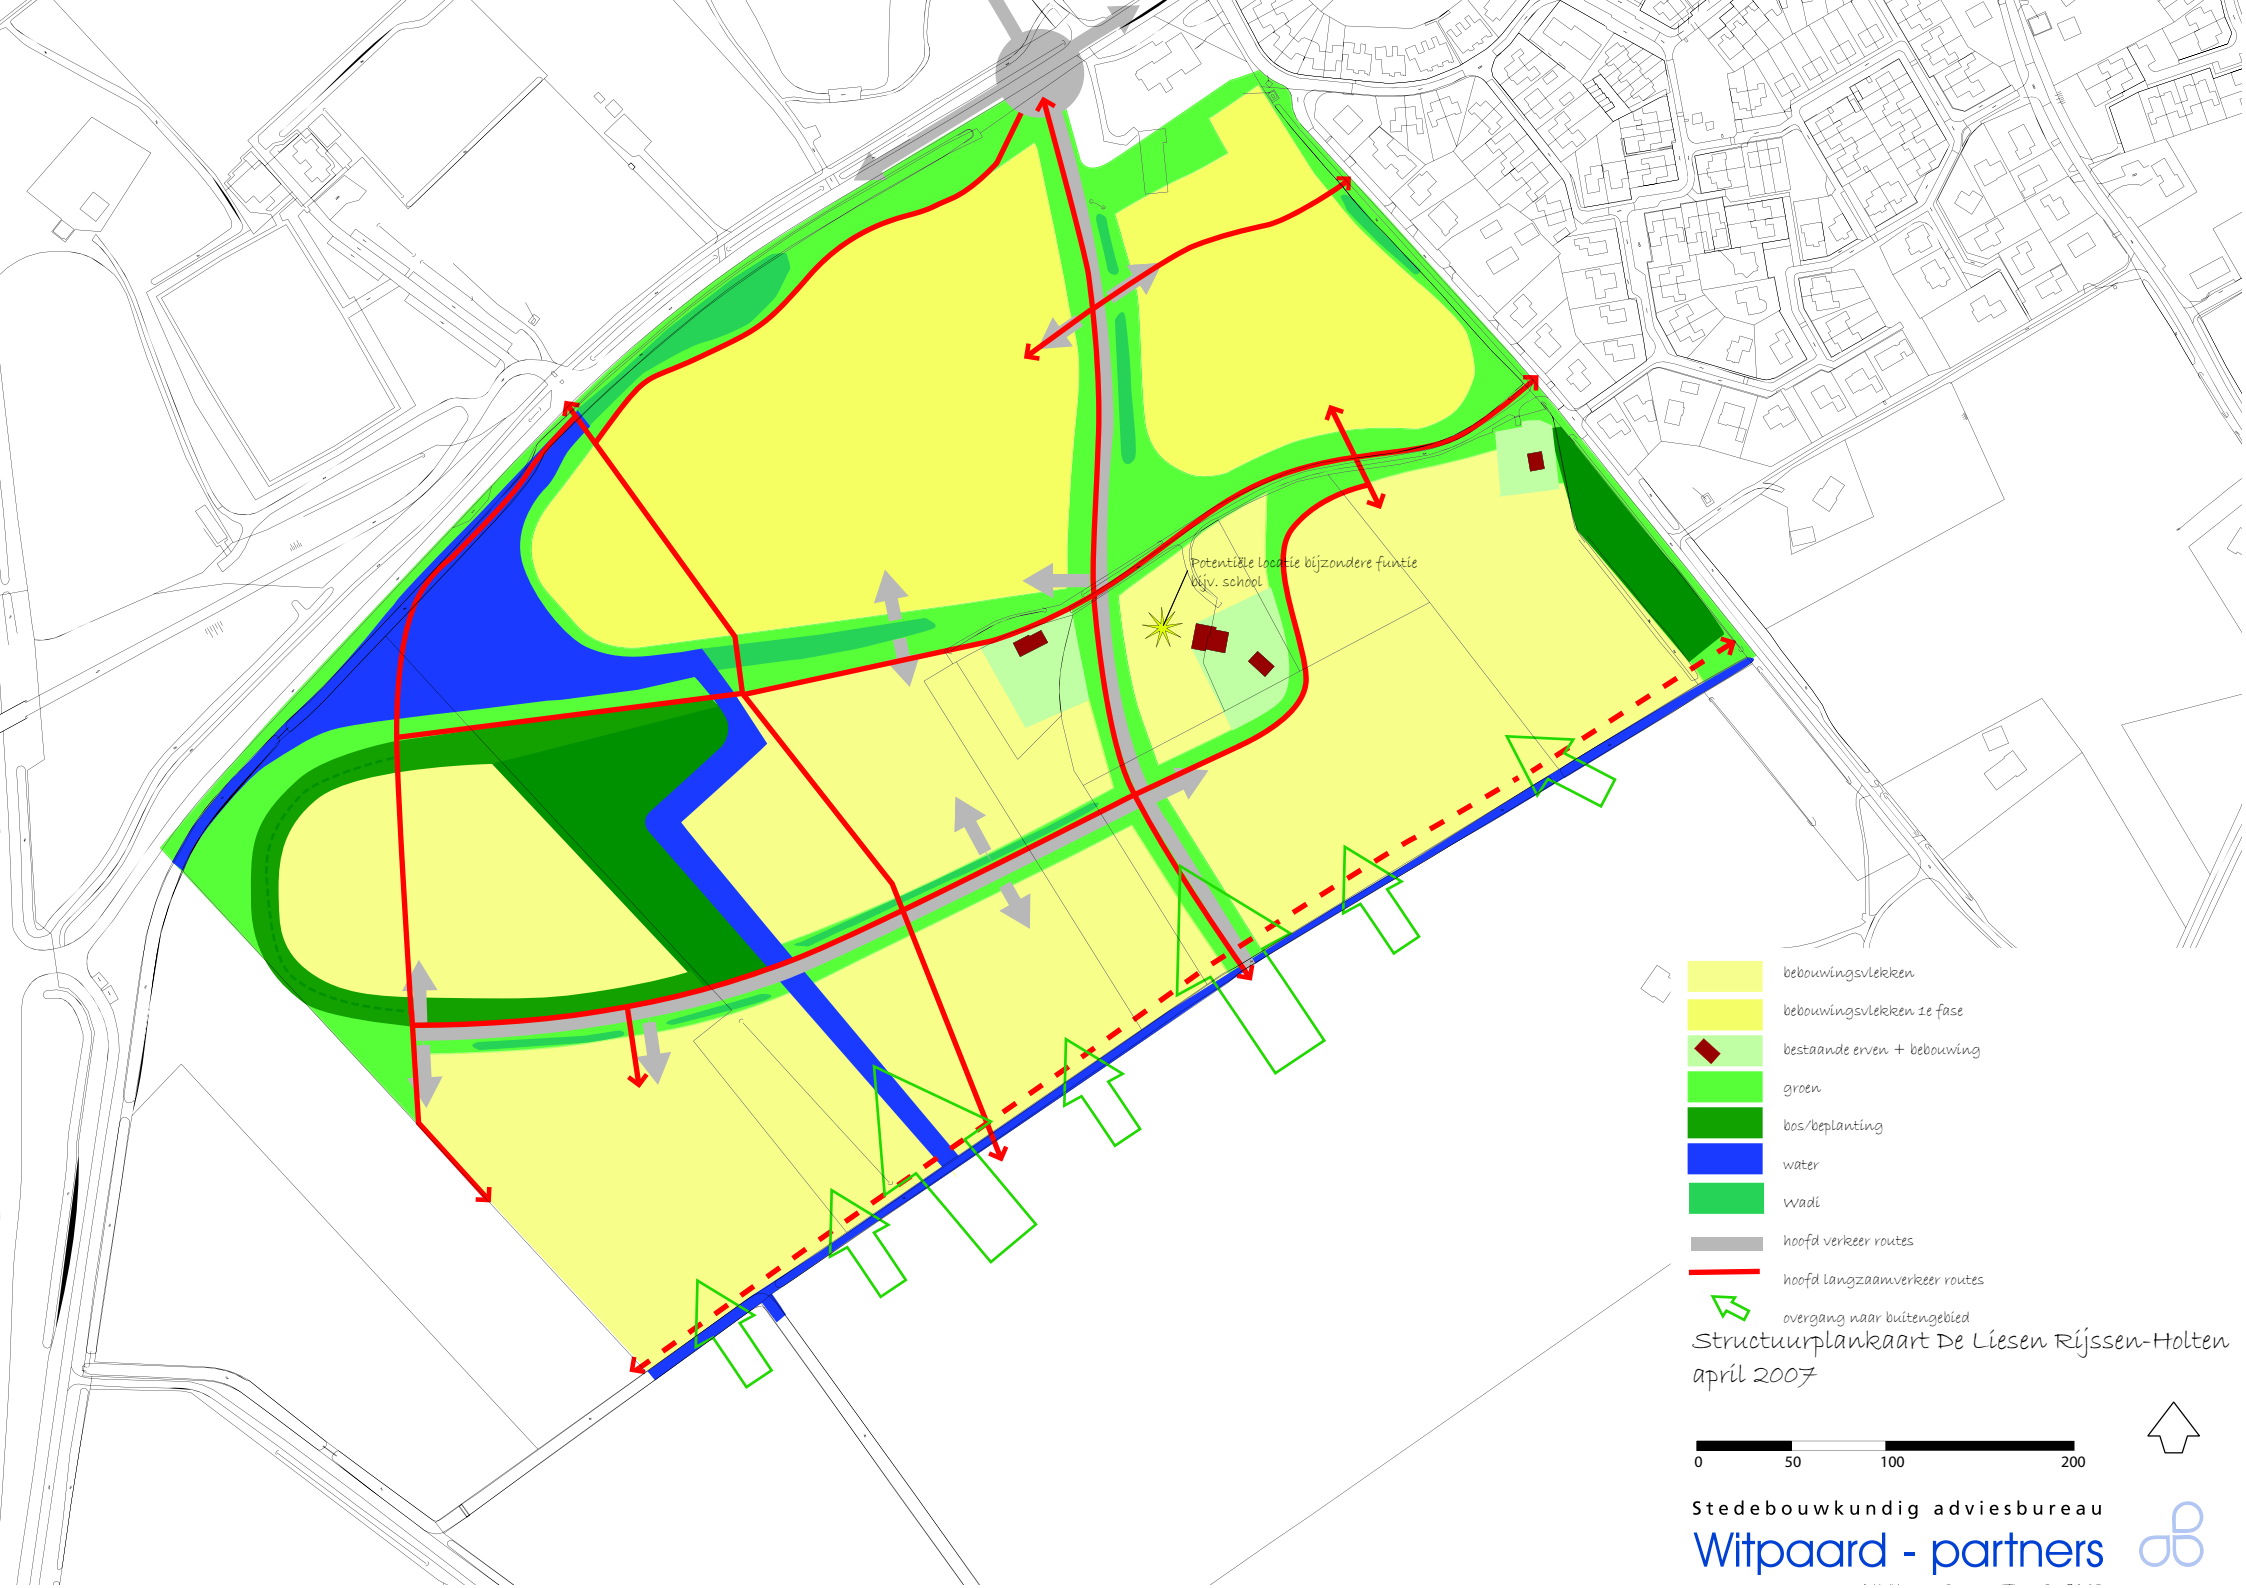 Potentiële locatie bijzondere funtie
bijv. school
bebouwingsvlekken
bebouwingsvlekken 1e fase
bestaande erven + bebouwing
groen
bos/beplanting
water
Wadi
hoofd verkeer routes
hoofd langzaamverkeer routes
overgang naar buitengebied
Structuurplankaart De Liesen Rijssen-Holten
april 2007
0 50 100 200
Stedebouwkundig adviesbureau
Witpaard - partners